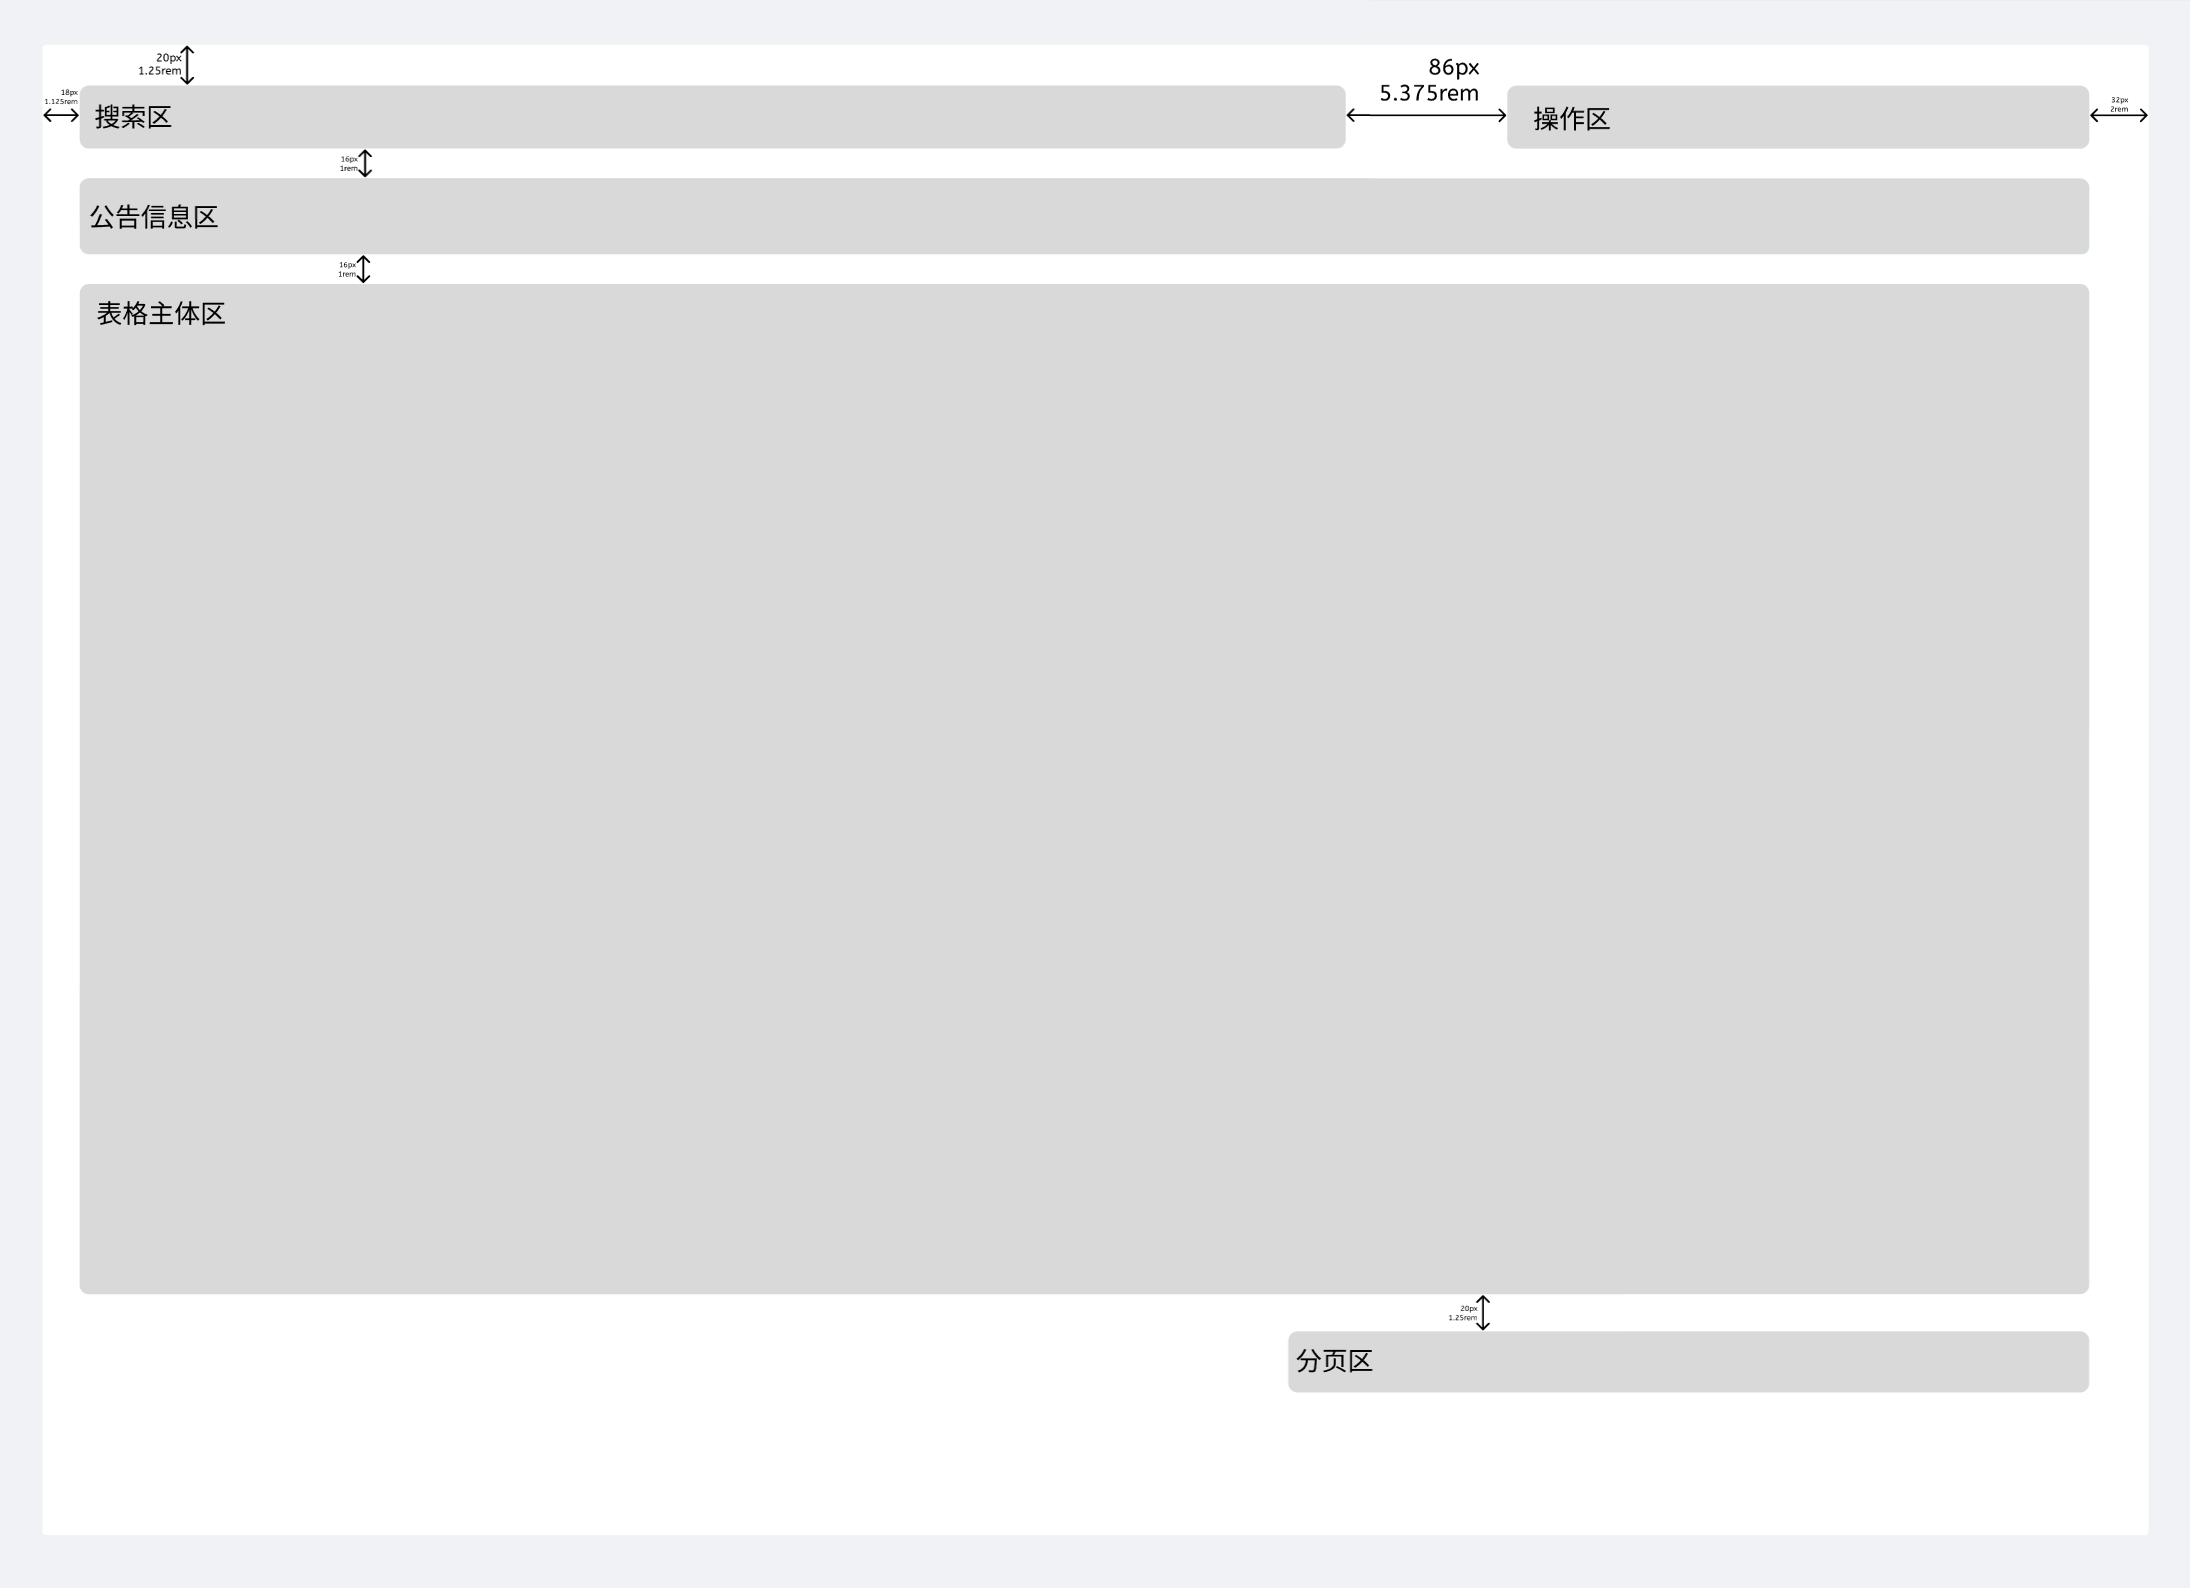 20px
1.25rem
86px
5.375rem
18px
1.125rem
搜索区
操作区
32px
2rem
16px
1rem
公告信息区
16px
1rem
表格主体区
20px
1.25rem
分页区